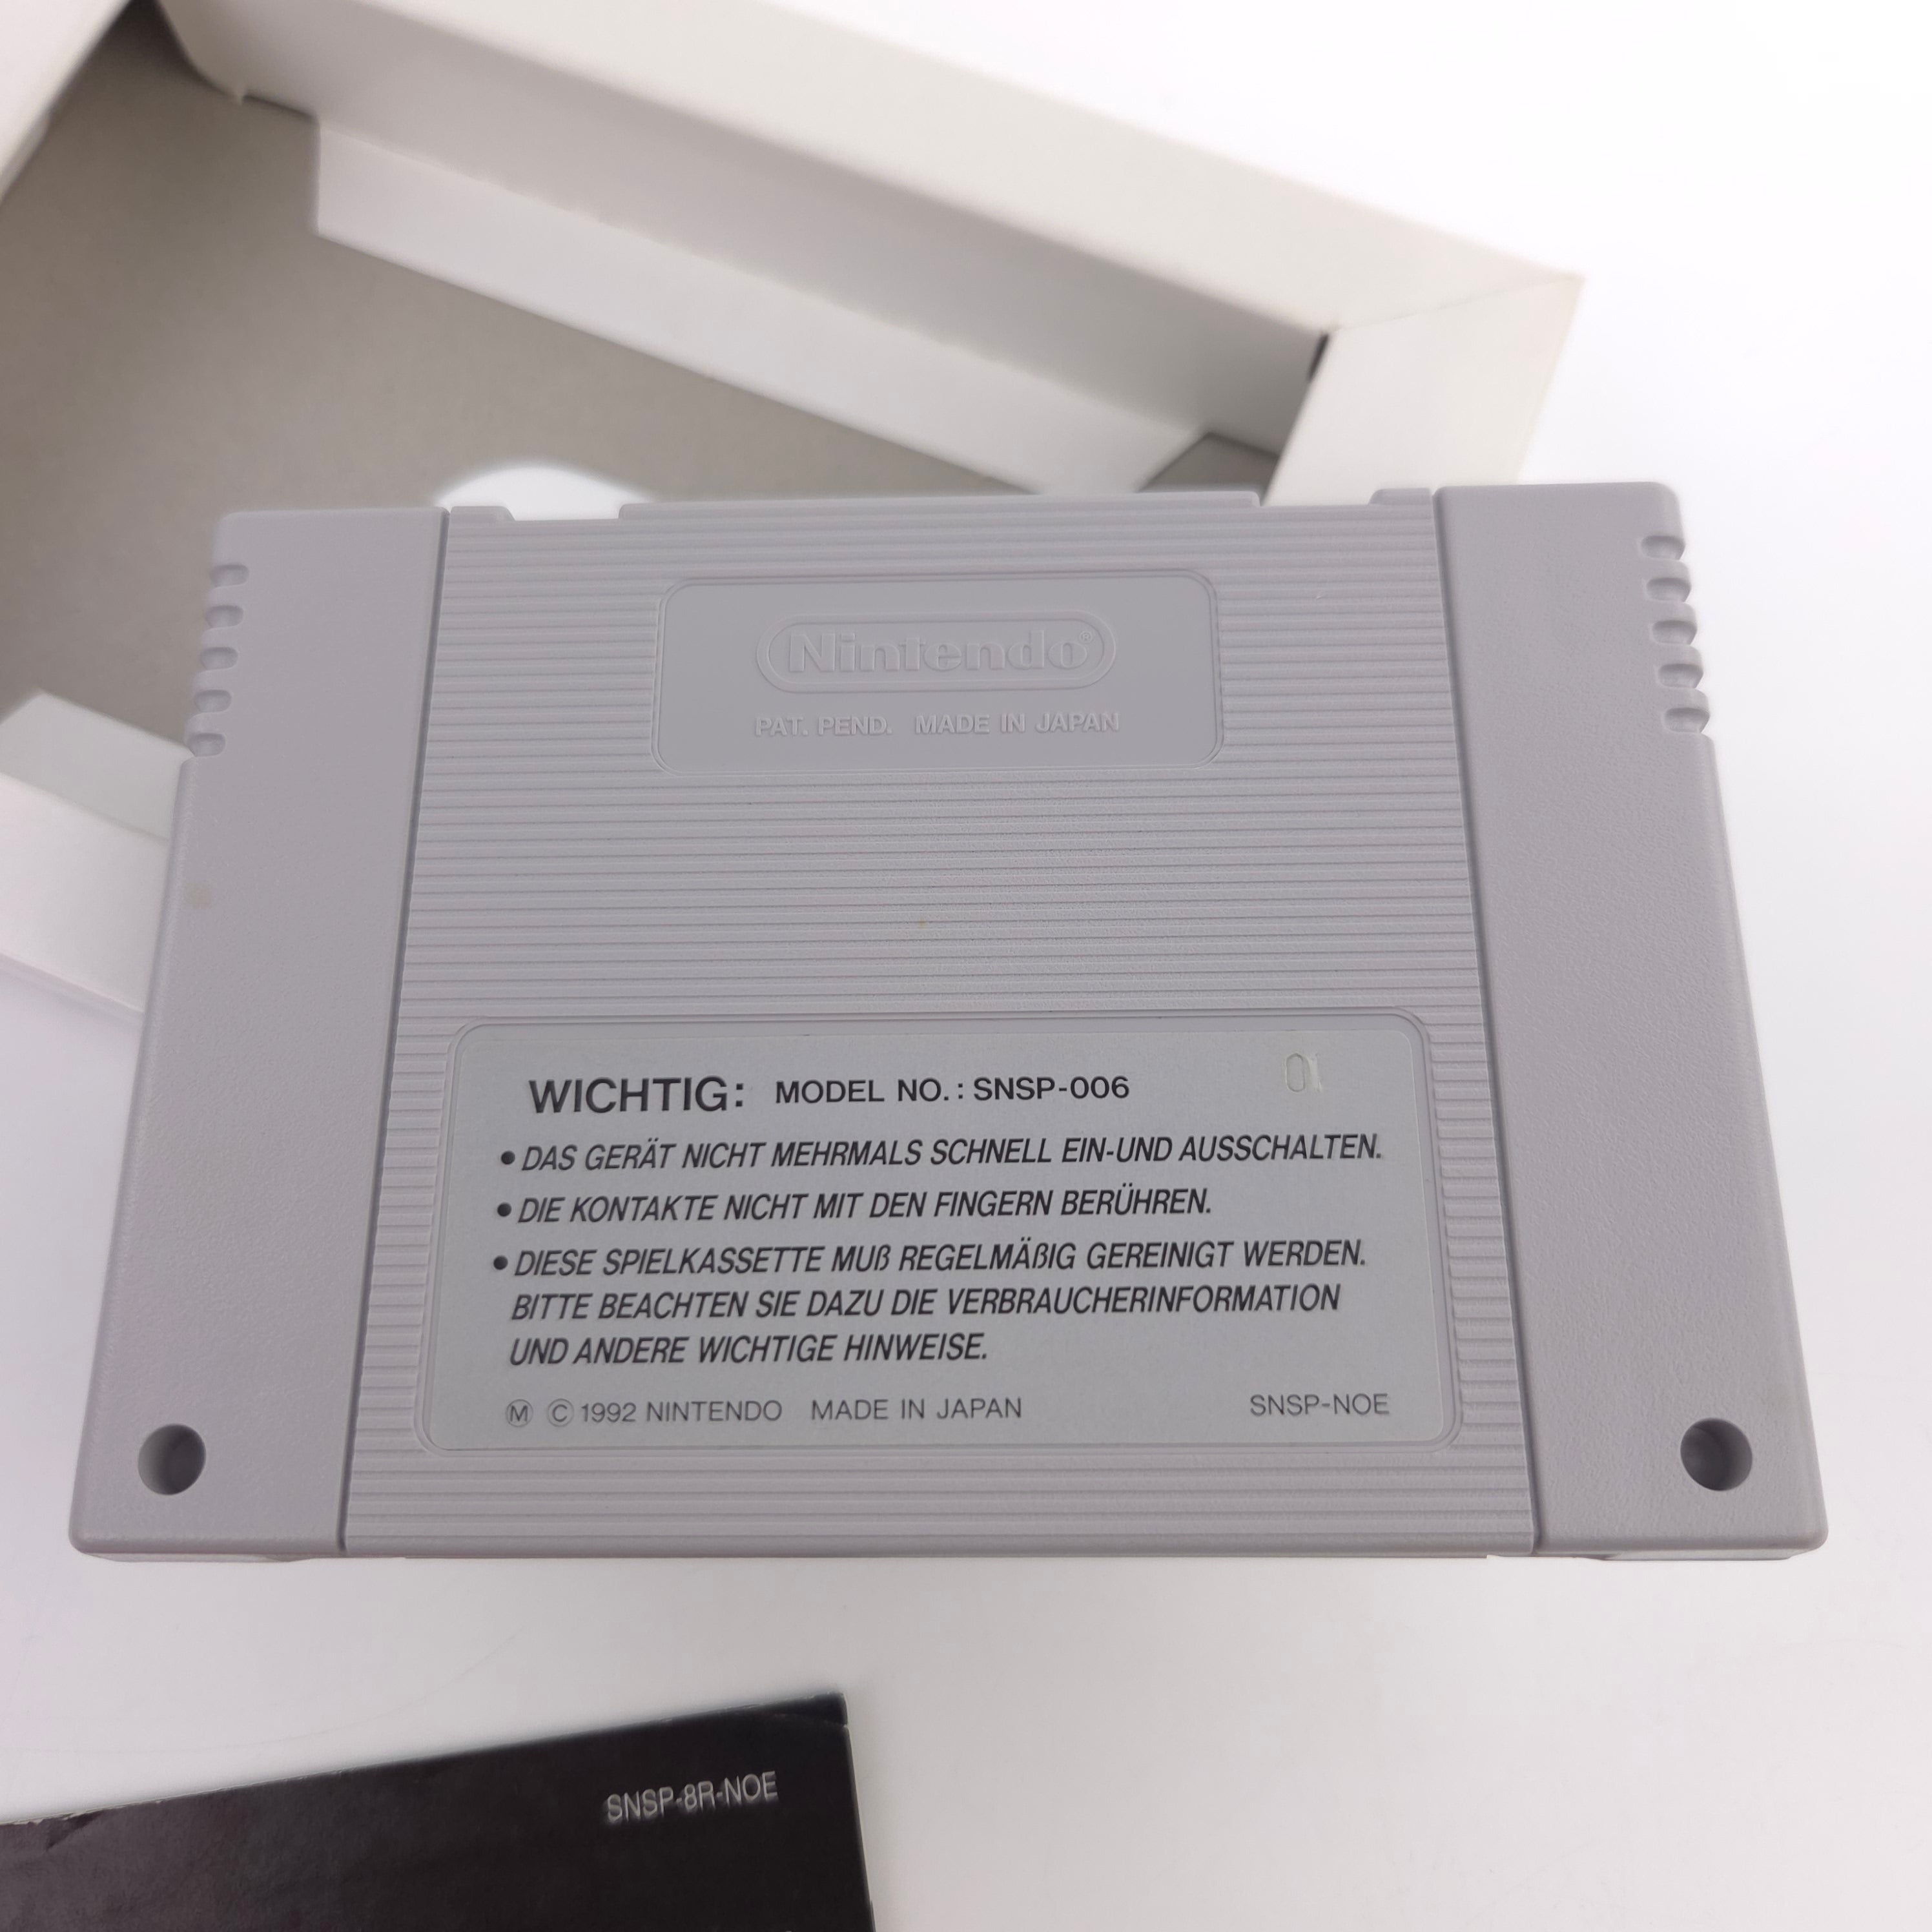 Nintendo®
PAT. PEND. MADE IN JAPAN
01
WICHTIG: MODEL NO.: SNSP-006
• DAS GERÄT NICHT MEHRMALS SCHNELL EIN-UND AUSSCHALTEN.
• DIE KONTAKTE NICHT MIT DEN FINGERN BERÜHREN.
• DIESE SPIELKASSETTE MUß REGELMÄßIG GEREINIGT WERDEN.
BITTE BEACHTEN SIE DAZU DIE VERBRAUCHERINFORMATION
UND ANDERE WICHTIGE HINWEISE.
Ⓜ © 1992 NINTENDO MADE IN JAPAN SNSP-NOE
SNSP-8R-NOE